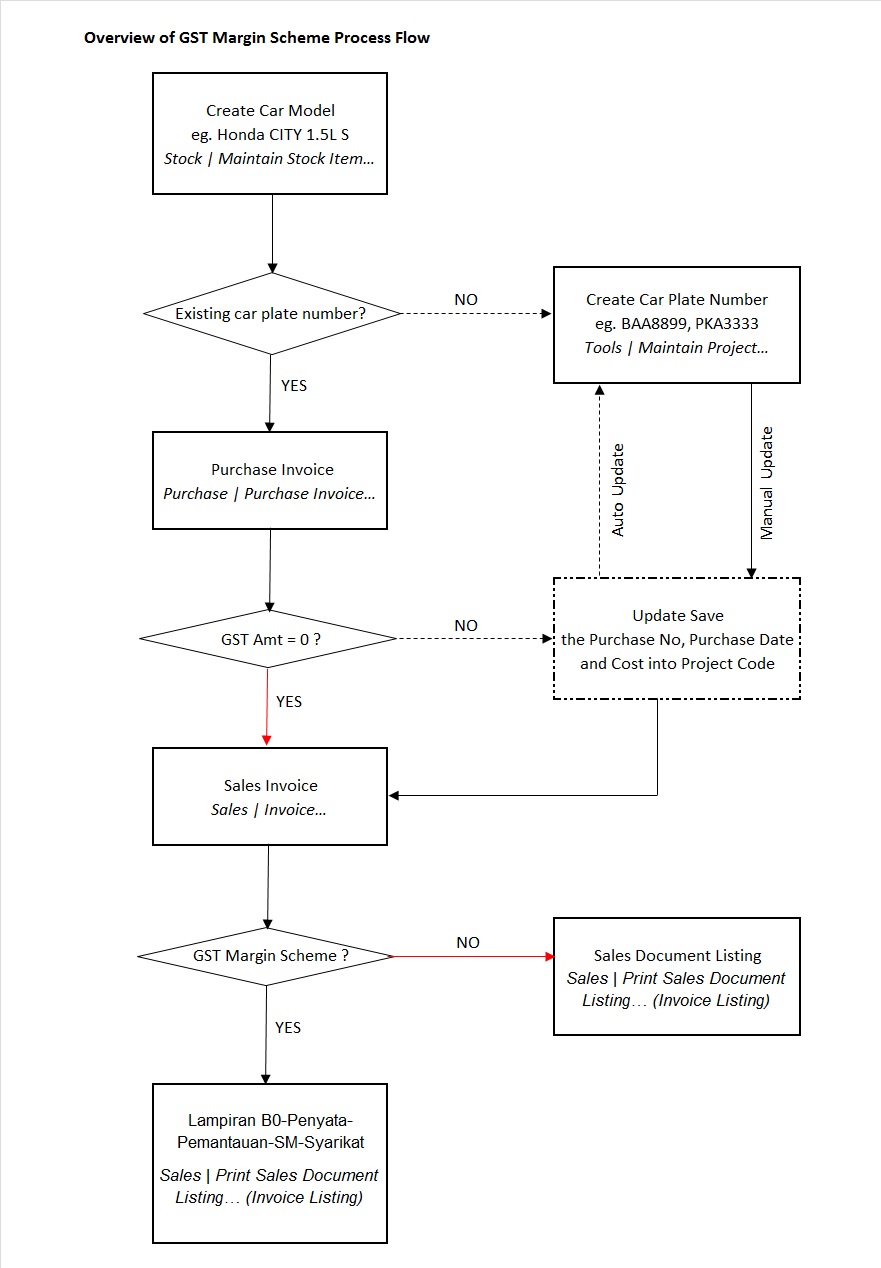 Overview of GST Margin Scheme Process Flow
Create Car Model
eg. Honda CITY 1.5L S
Stock | Maintain Stock Item...
Existing car plate number?
NO
Create Car Plate Number
eg. BAA8899, PKA3333
Tools | Maintain Project...
YES
Purchase Invoice
Purchase | Purchase Invoice...
Auto Update
Manual Update
GST Amt = 0 ?
NO
Update Save
the Purchase No, Purchase Date
and Cost into Project Code
YES
Sales Invoice
Sales | Invoice...
GST Margin Scheme ?
NO
Sales Document Listing
Sales | Print Sales Document
Listing... (Invoice Listing)
YES
Lampiran B0-Penyata-
Pemantauan-SM-Syarikat
Sales | Print Sales Document
Listing... (Invoice Listing)